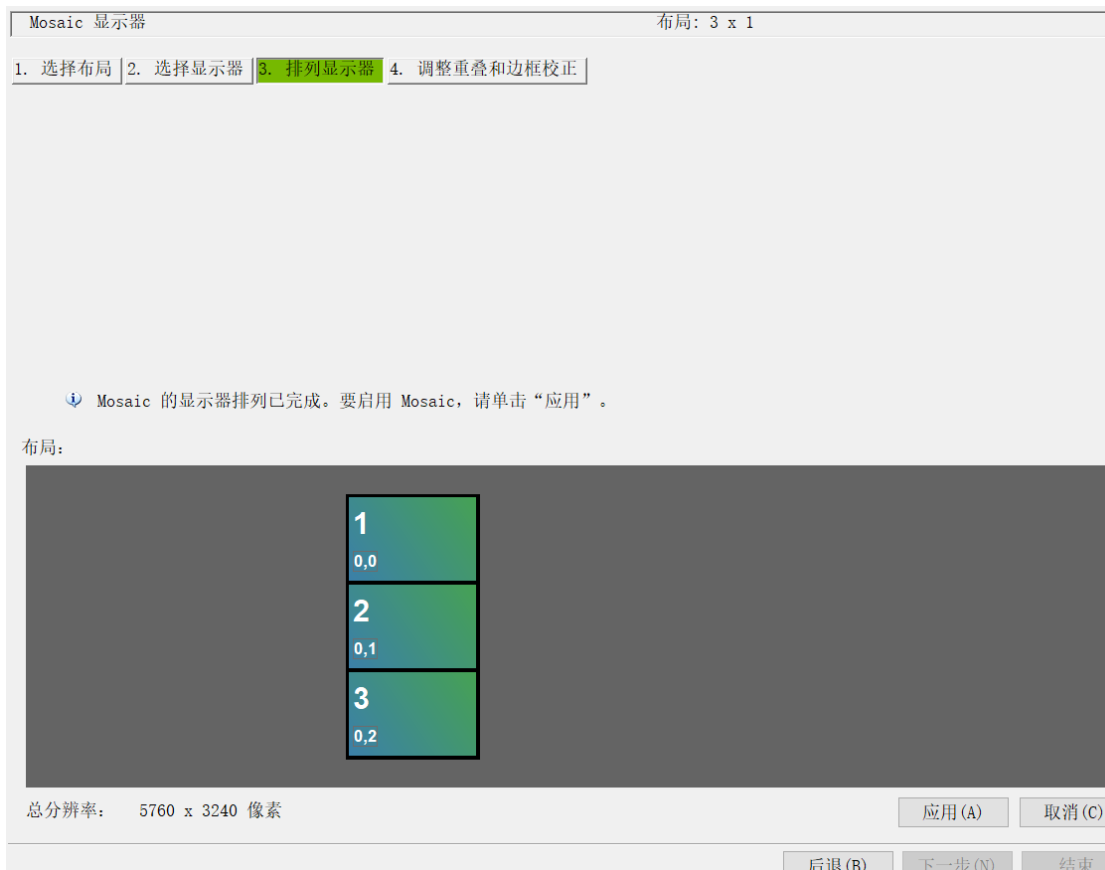 Mosaic 显示器 布局: 3 x 1
1. 选择布局 2. 选择显示器 3. 排列显示器 4. 调整重叠和边框校正
Mosaic 的显示器排列已完成。要启用 Mosaic，请单击“应用”。
布局:
1
0,0
2
0,1
3
0,2
总分辨率: 5760 x 3240 像素 应用(A) 取消(C)
后退(B) 下一步(N) 结束